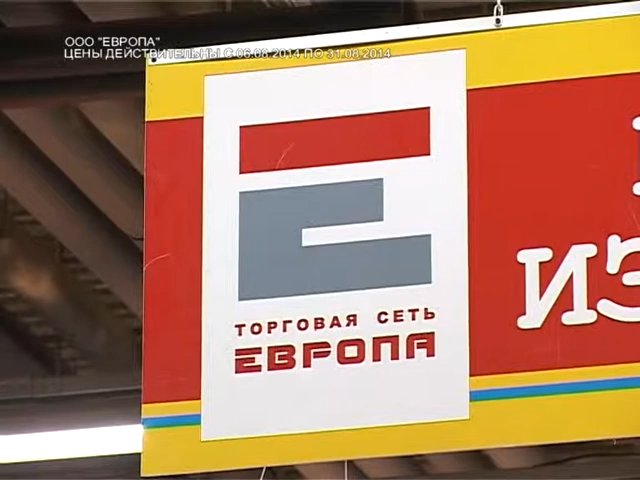 ООО "ЕВРОПА"
ЦЕНЫ ДЕЙСТВИТЕЛЬНЫ С 06.08.2014 ПО 31.08.2014
ТОРГОВАЯ СЕТЬ
ЕВРОПА